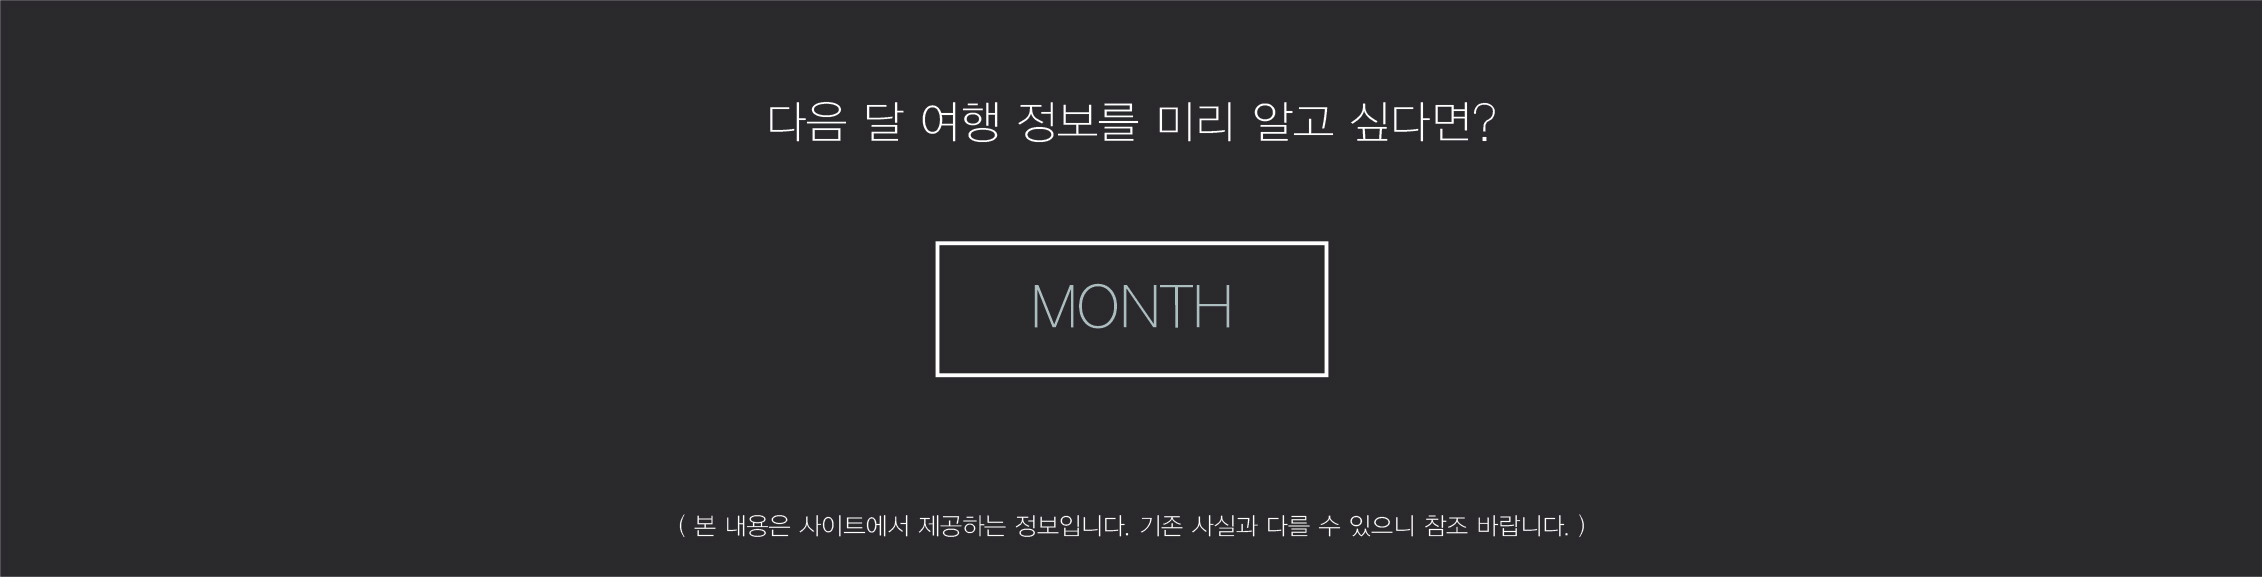 다음 달 여행 정보를 미리 알고 싶다면?
MONTH
( 본 내용은 사이트에서 제공하는 정보입니다. 기존 사실과 다를 수 있으니 참조 바랍니다. )